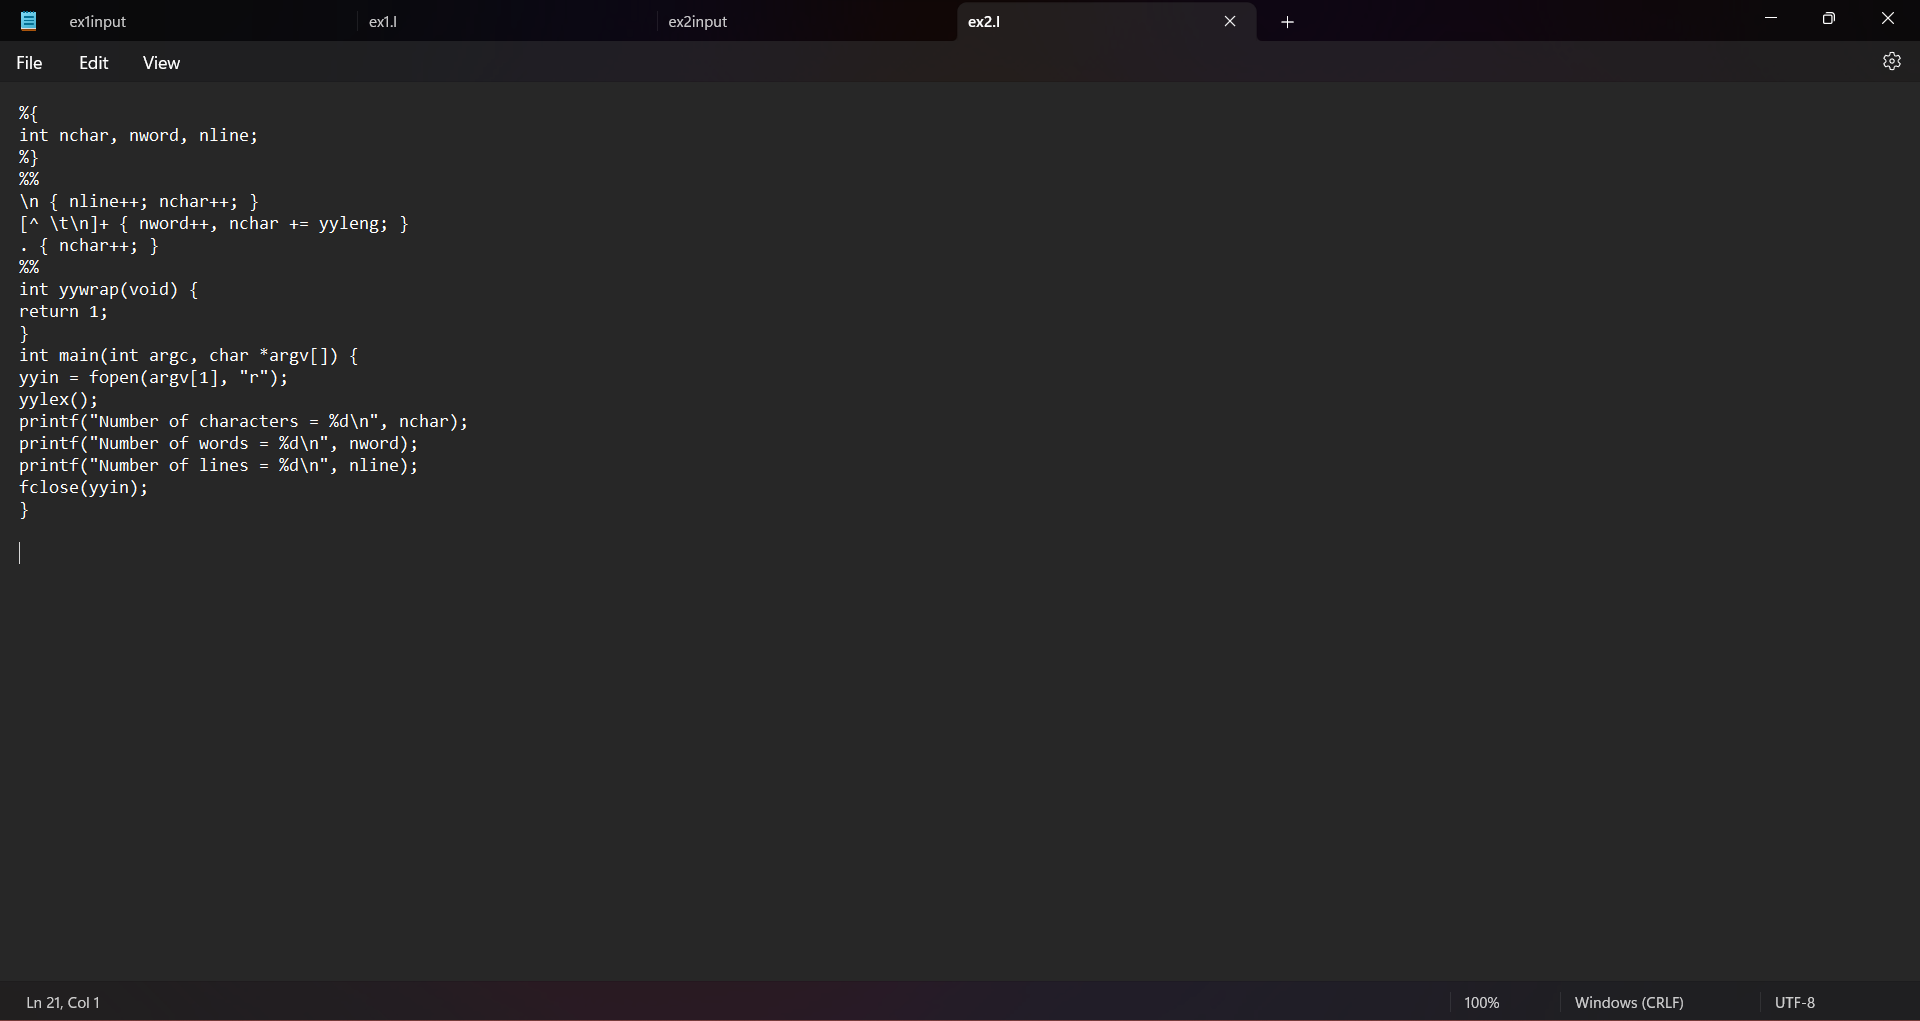 ex1input ex1.l ex2input ex2.l
File Edit View
%{
int nchar, nword, nline;
%}
%%
\n { nline++; nchar++; }
[^ \t\n]+ { nword++, nchar += yyleng; }
. { nchar++; }
%%
int yywrap(void) {
return 1;
}
int main(int argc, char *argv[]) {
yyin = fopen(argv[1], "r");
yylex();
printf("Number of characters = %d\n", nchar);
printf("Number of words = %d\n", nword);
printf("Number of lines = %d\n", nline);
fclose(yyin);
}
Ln 21, Col 1 100% Windows (CRLF) UTF-8